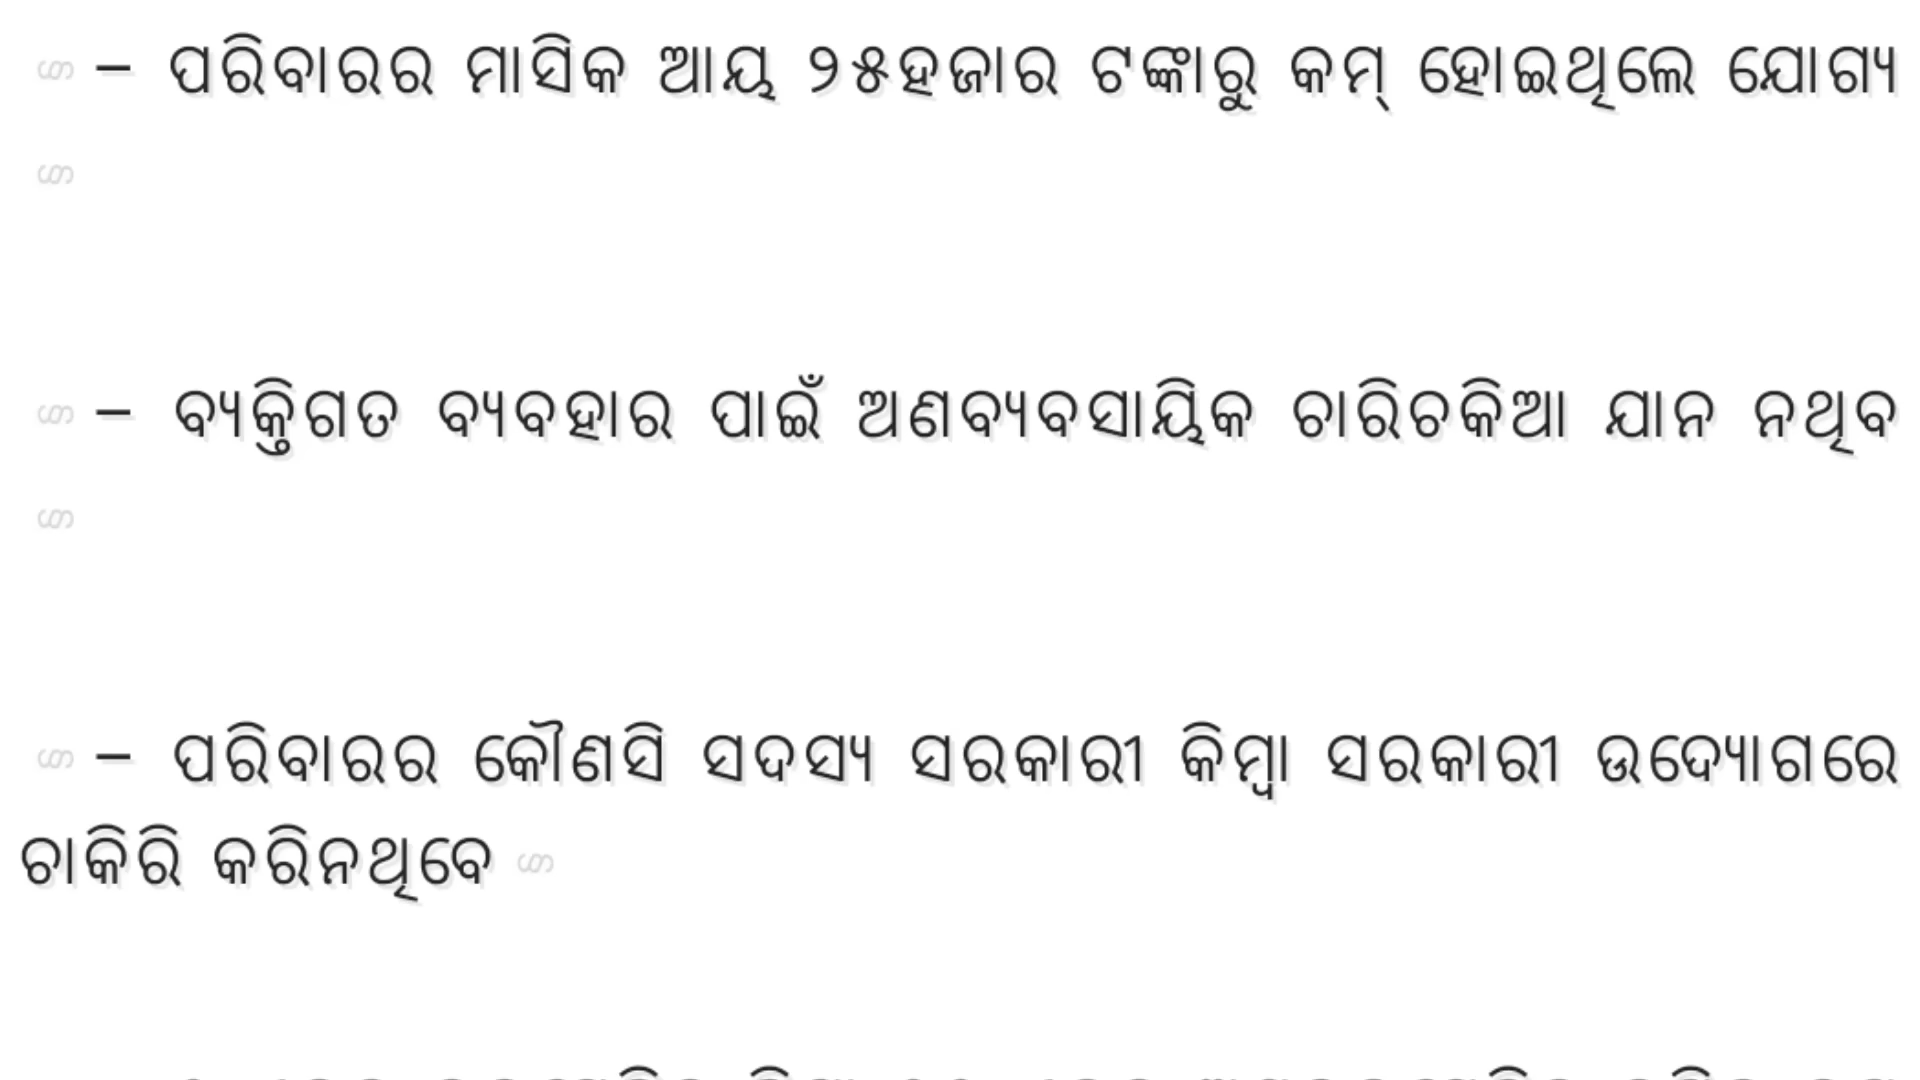 – ପରିବାରର ମାସିକ ଆୟ ୨୫ହଜାର ଟଙ୍କାରୁ କମ୍ ହୋଇଥିଲେ ଯୋଗ୍ୟ
– ବ୍ୟକ୍ତିଗତ ବ୍ୟବହାର ପାଇଁ ଅଣବ୍ୟବସାୟିକ ଚାରିଚକିଆ ଯାନ ନଥିବ
– ପରିବାରର କୌଣସି ସଦସ୍ୟ ସରକାରୀ କିମ୍ବା ସରକାରୀ ଉଦ୍ୟୋଗରେ
ଚାକିରି କରିନଥିବେ